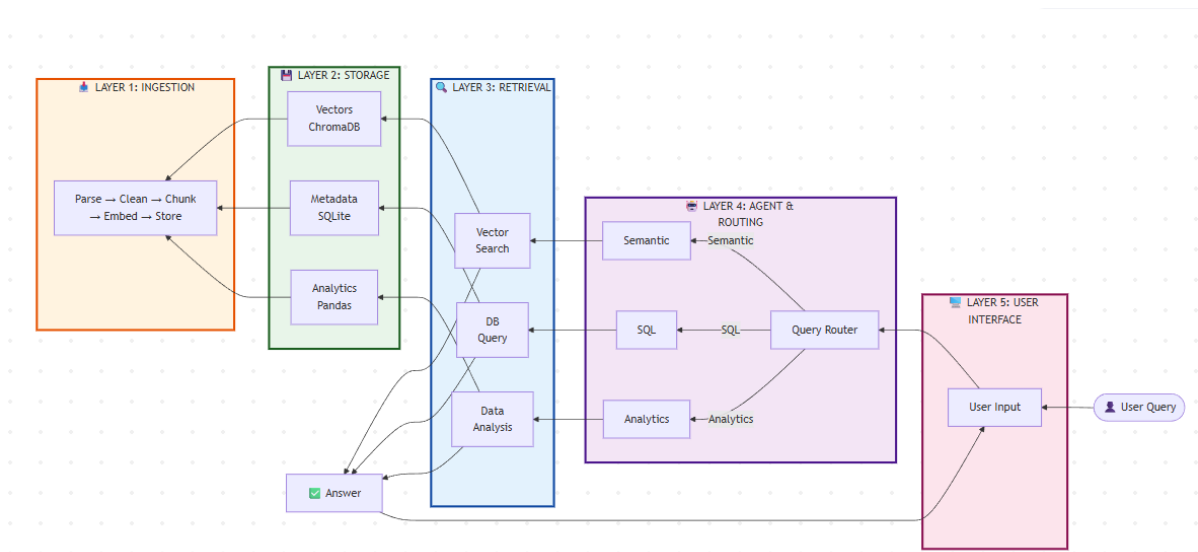 LAYER 1: INGESTION
Parse → Clean → Chunk
→ Embed → Store
LAYER 2: STORAGE
Vectors
ChromaDB
Metadata
SQLite
Analytics
Pandas
LAYER 3: RETRIEVAL
Vector
Search
DB
Query
Data
Analysis
LAYER 4: AGENT &
ROUTING
Semantic
Semantic
SQL
SQL
Query Router
Analytics
Analytics
LAYER 5: USER
INTERFACE
User Input
User Query
Answer